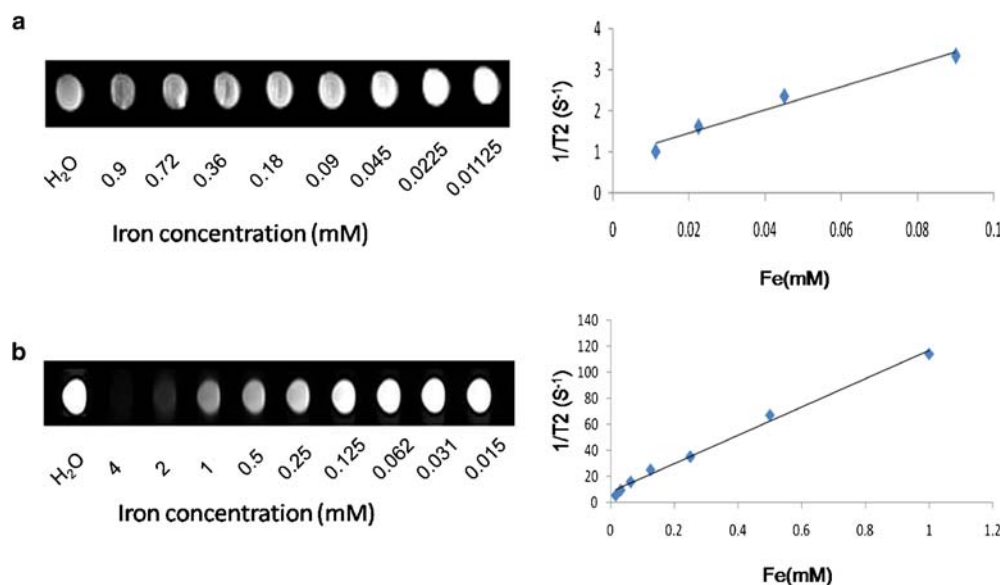 a
H₂O 0.9 0.72 0.36 0.18 0.09 0.045 0.0225 0.01125
Iron concentration (mM)
1/T2 (S⁻¹)
4
3
2
1
0
0 0.02 0.04 0.06 0.08 0.1
Fe(mM)
b
H₂O 4 2 1 0.5 0.25 0.125 0.062 0.031 0.015
Iron concentration (mM)
1/T2 (S⁻¹)
140
120
100
80
60
40
20
0
0 0.2 0.4 0.6 0.8 1 1.2
Fe(mM)